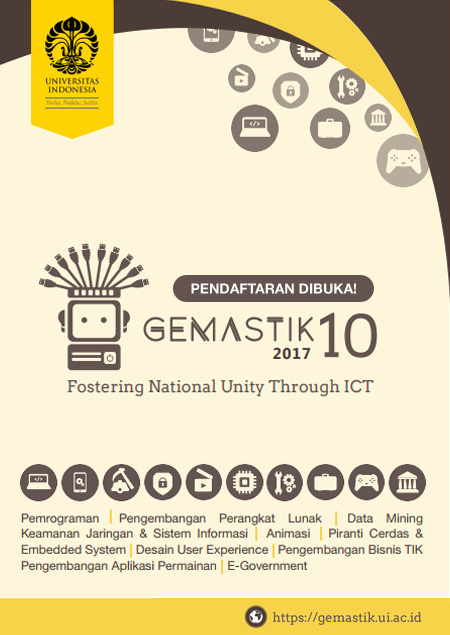 UNIVERSITAS
INDONESIA
Veritas, Probitas, Iustitia
PENDAFTARAN DIBUKA!
GEMASTIK 10
2017
Fostering National Unity Through ICT
Pemrograman | Pengembangan Perangkat Lunak | Data Mining
Keamanan Jaringan & Sistem Informasi | Animasi | Piranti Cerdas &
Embedded System | Desain User Experience | Pengembangan Bisnis TIK
Pengembangan Aplikasi Permainan | E-Government
https://gemastik.ui.ac.id